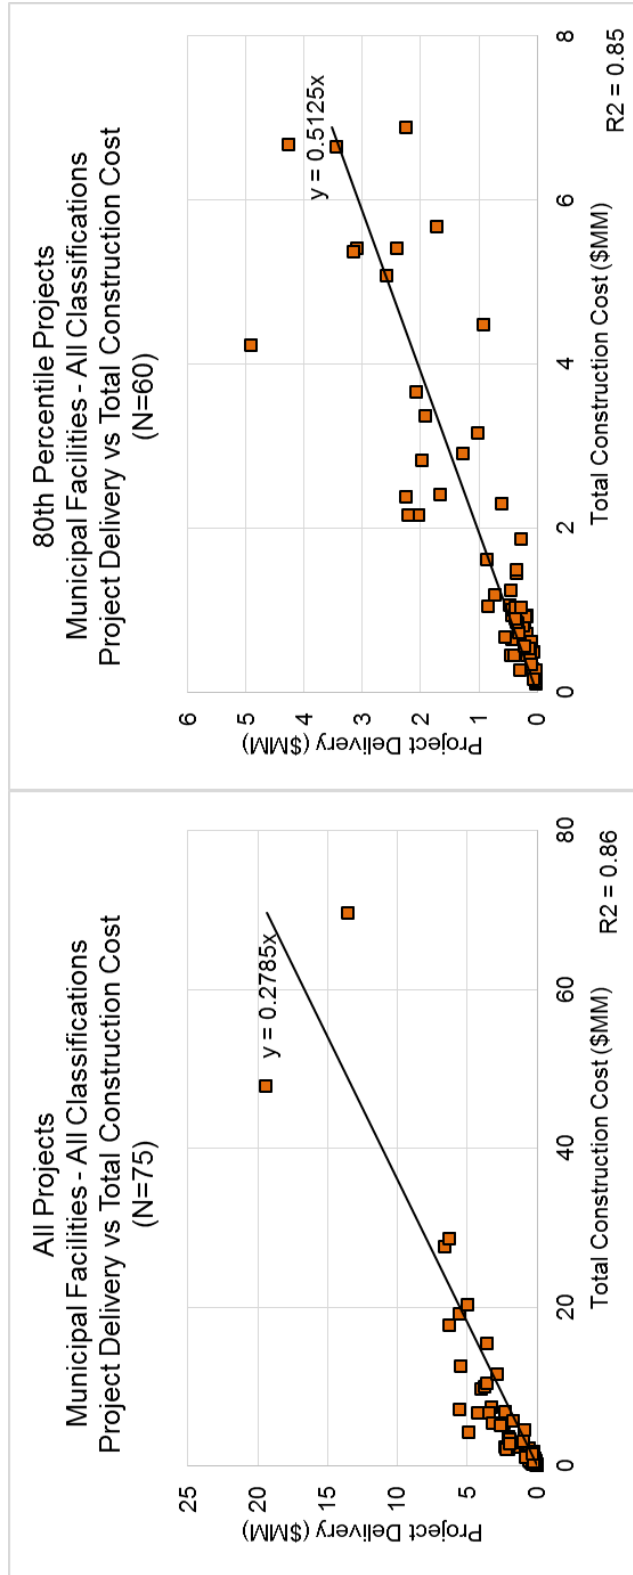 All Projects
Municipal Facilities - All Classifications
Project Delivery vs Total Construction Cost
(N=75)
Project Delivery ($MM)
25
20
15
10
5
0
y = 0.2785x
0
20
40
60
80
Total Construction Cost ($MM)
R2 = 0.86
80th Percentile Projects
Municipal Facilities - All Classifications
Project Delivery vs Total Construction Cost
(N=60)
Project Delivery ($MM)
6
5
4
3
2
1
0
y = 0.5125x
0
2
4
6
8
Total Construction Cost ($MM)
R2 = 0.85